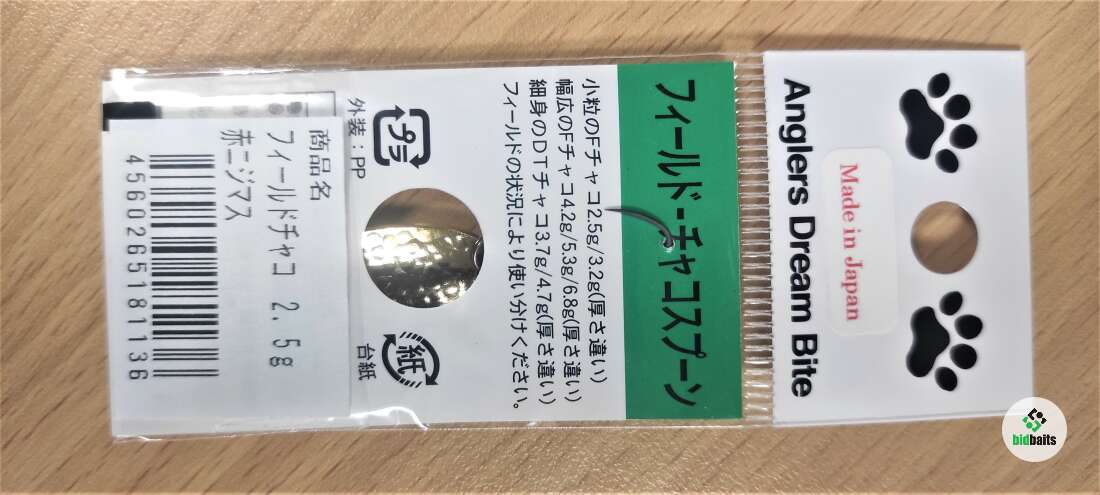 Anglers Dream Bite
Made in Japan
フィールド-チャコスプーン
小粒のFチャコ2.5g/3.2g(厚さ違い)
幅広のFチャコ4.2g/5.3g/6.8g(厚さ違い)
細身のDTチャコ3.7g/4.7g(厚さ違い)
フィールドの状況により使い分けください。
プラ
外装：PP
紙
台紙
商品名
フィールドチャコ 2.5g
赤ニジマス
4560265181136
bidbaits